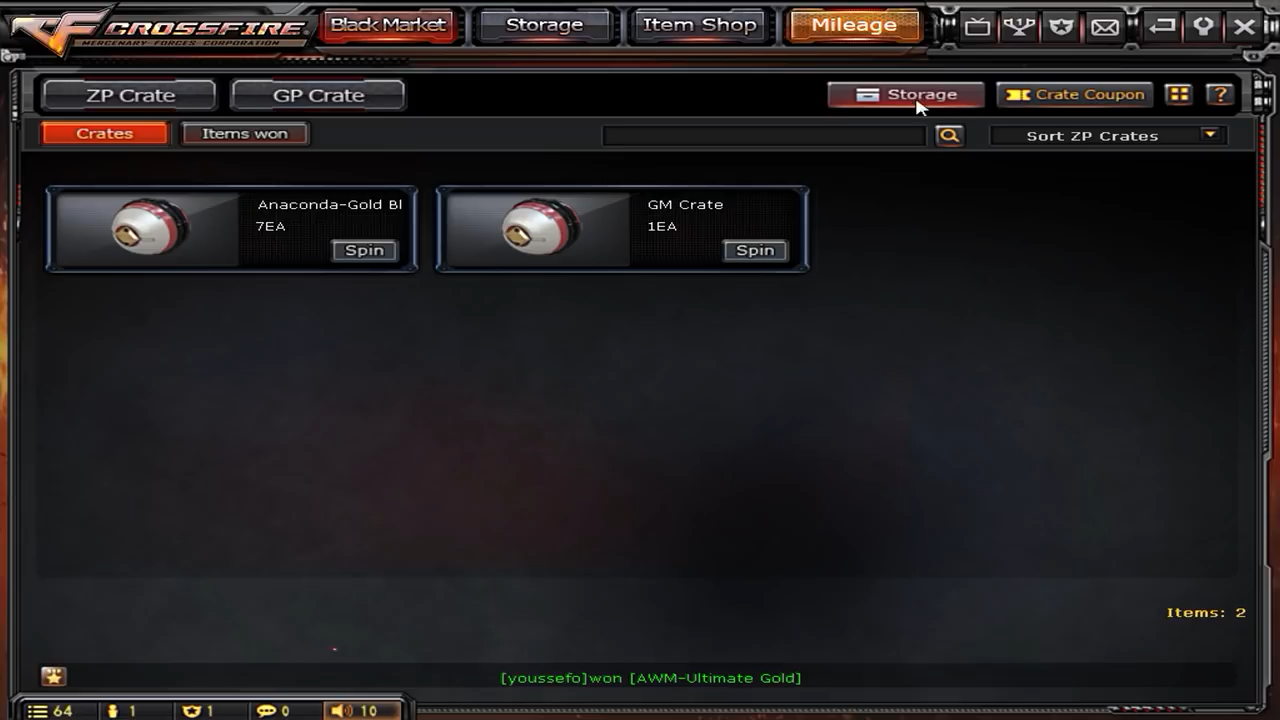 CROSSFIRE
MERCENARY FORCES CORPORATION
Black Market
Storage
Item Shop
Mileage
ZP Crate
GP Crate
Storage
Crate Coupon
?
Crates
Items won
Sort ZP Crates
Anaconda-Gold Bl
7EA
Spin
GM Crate
1EA
Spin
Items: 2
[youssefo]won [AWM-Ultimate Gold]
64
1
1
0
10